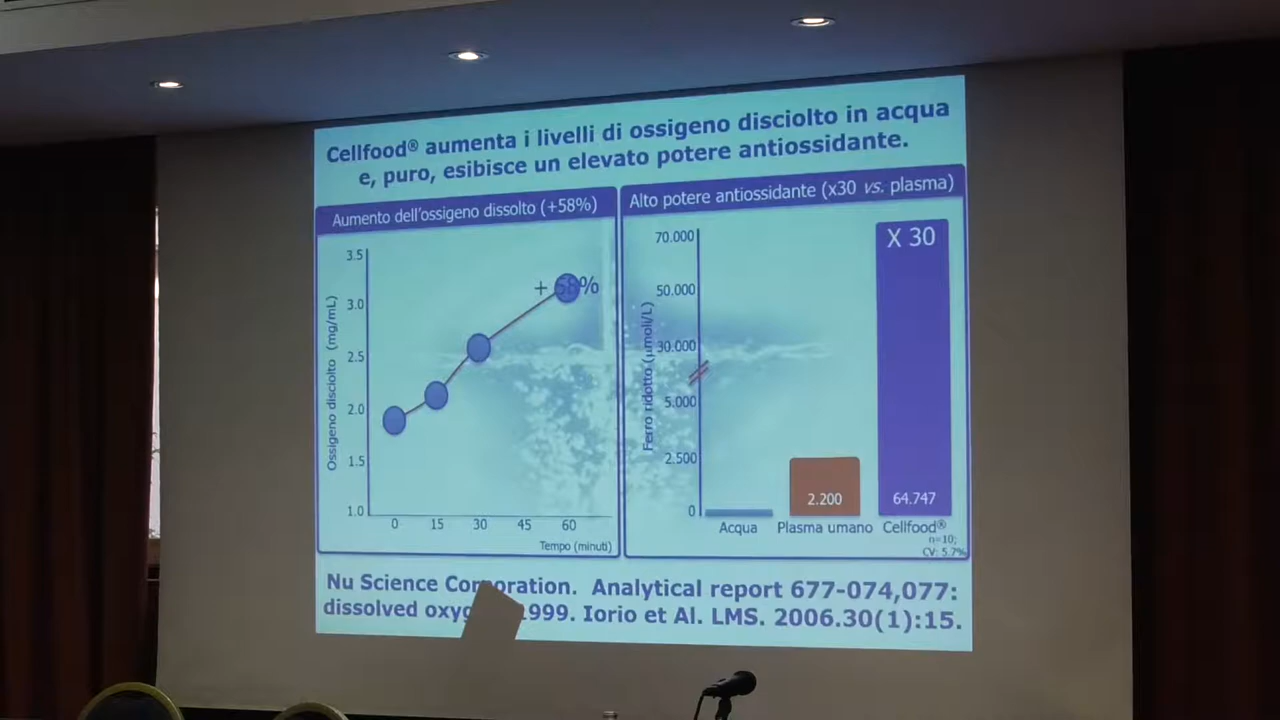 Cellfood® aumenta i livelli di ossigeno disciolto in acqua
e, puro, esibisce un elevato potere antiossidante.
Aumento dell'ossigeno dissolto (+58%)
Ossigeno disciolto (mg/mL)
3.5
3.0
2.5
2.0
1.5
1.0
+ 58%
0 15 30 45 60
Tempo (minuti)
Alto potere antiossidante (x30 vs. plasma)
Ferro ridotto (µmoli/L)
70.000
50.000
30.000
5.000
2.500
0
X 30
2.200
64.747
Acqua Plasma umano Cellfood®
n=10;
CV: 5.7%
Nu Science Corporation. Analytical report 677-074,077:
dissolved 1999. Iorio et Al. LMS. 2006.30(1):15.